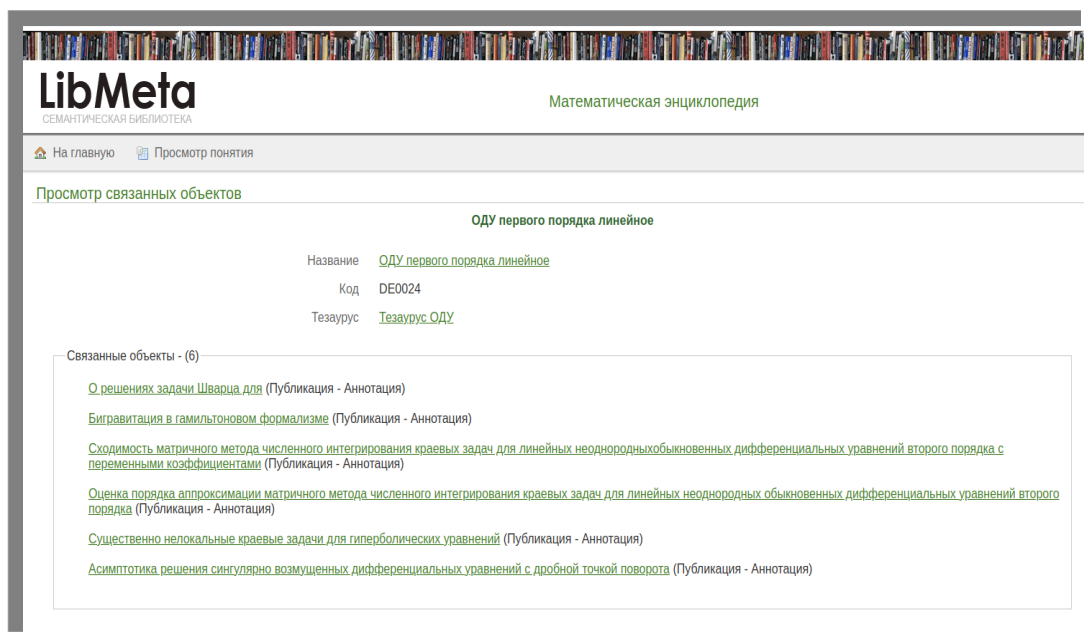 LibMeta
СЕМАНТИЧЕСКАЯ БИБЛИОТЕКА
Математическая энциклопедия
На главную Просмотр понятия
Просмотр связанных объектов
ОДУ первого порядка линейное
Название ОДУ первого порядка линейное
Код DE0024
Тезаурус Тезаурус ОДУ
Связанные объекты - (6)
О решениях задачи Шварца для (Публикация - Аннотация)
Бигравитация в гамильтоновом формализме (Публикация - Аннотация)
Сходимость матричного метода численного интегрирования краевых задач для линейных неоднородныхобыкновенных дифференциальных уравнений второго порядка с
переменными коэффициентами (Публикация - Аннотация)
Оценка порядка аппроксимации матричного метода численного интегрирования краевых задач для линейных неоднородных обыкновенных дифференциальных уравнений второго
порядка (Публикация - Аннотация)
Существенно нелокальные краевые задачи для гиперболических уравнений (Публикация - Аннотация)
Асимптотика решения сингулярно возмущенных дифференциальных уравнений с дробной точкой поворота (Публикация - Аннотация)